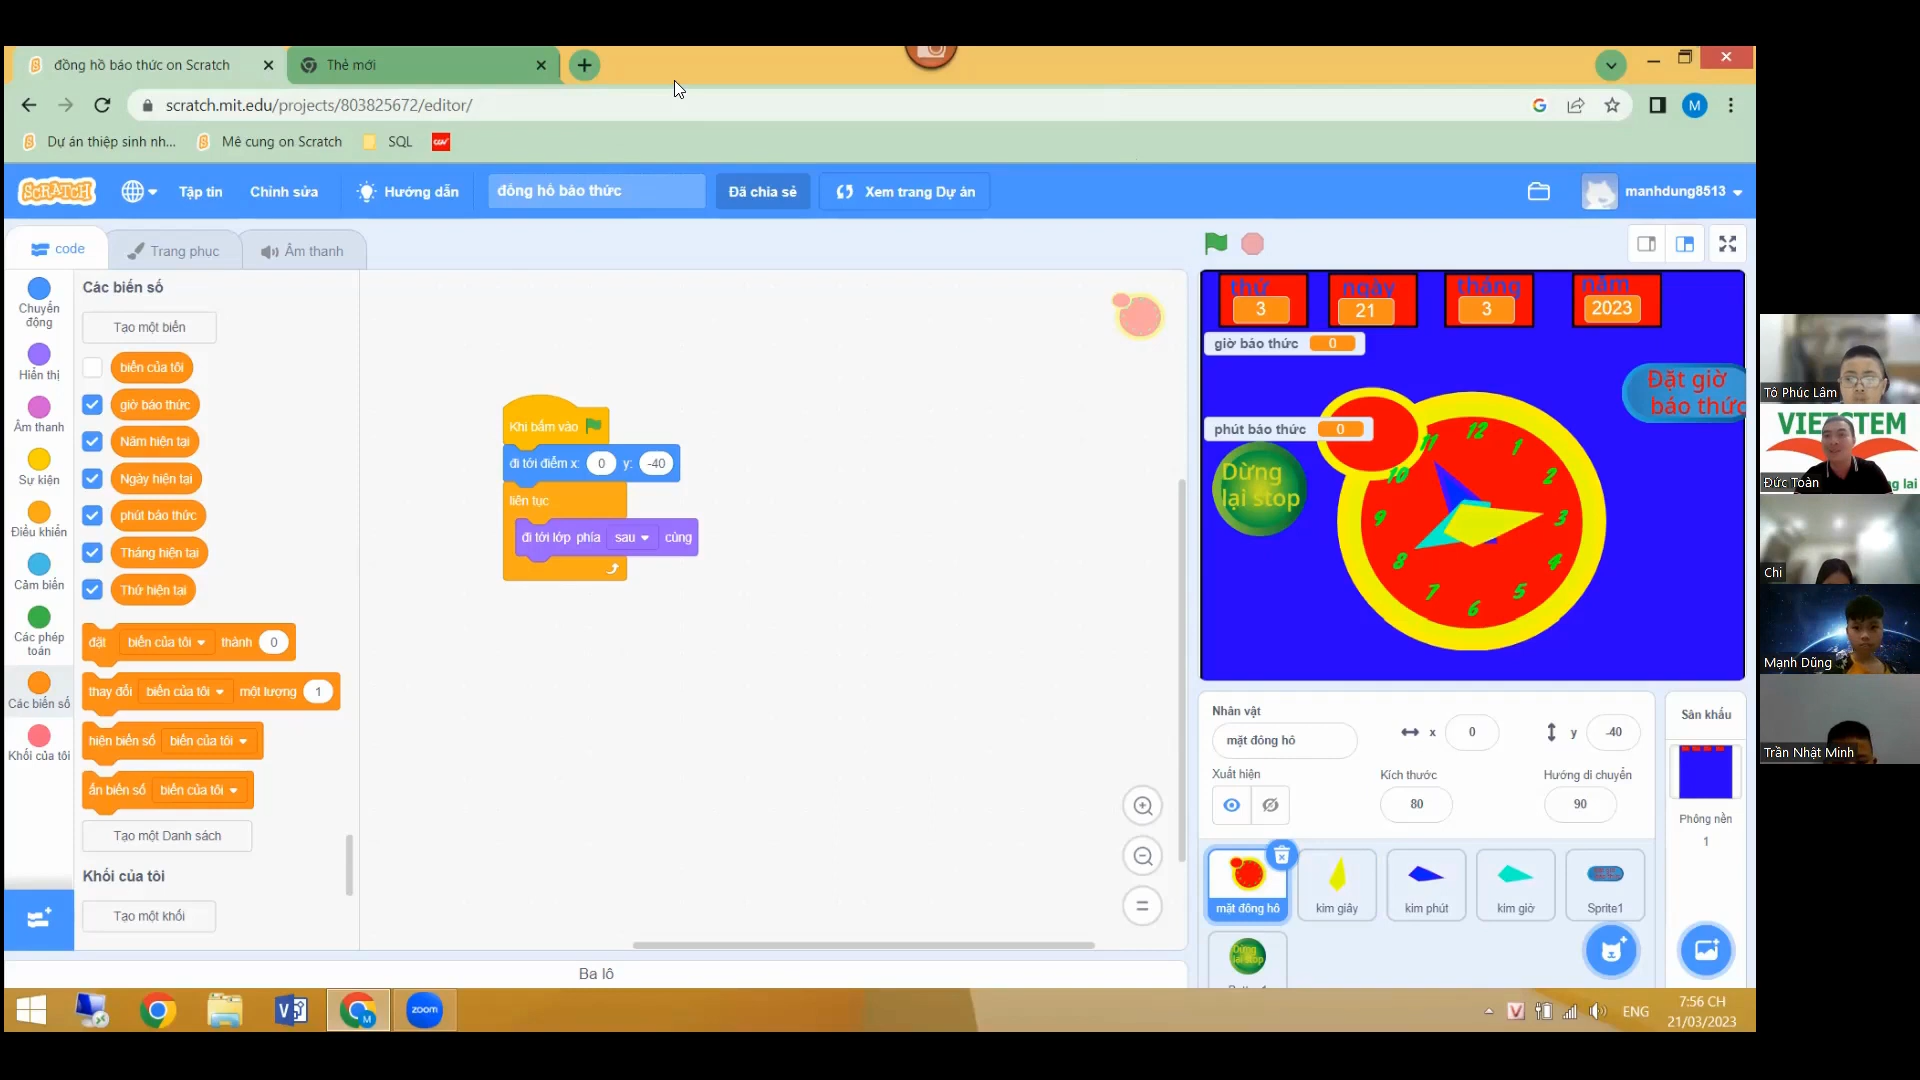 đồng hồ báo thức on Scratch
Thẻ mới
scratch.mit.edu/projects/803825672/editor/
M
Dự án thiệp sinh nh...
Mê cung on Scratch
SQL
SCRATCH
Tập tin
Chỉnh sửa
Hướng dẫn
đồng hồ báo thức
Đã chia sẻ
Xem trang Dự án
manhdung8513
code
Trang phục
Âm thanh
Chuyển động
Hiển thị
Âm thanh
Sự kiện
Điều khiển
Cảm biến
Các phép toán
Các biến số
Khối của tôi
Các biến số
Tạo một biến
biến của tôi
giờ báo thức
Năm hiện tại
Ngày hiện tại
phút báo thức
Tháng hiện tại
Thứ hiện tại
đặt biến của tôi thành 0
thay đổi biến của tôi một lượng 1
hiện biến số biến của tôi
ẩn biến số biến của tôi
Tạo một Danh sách
Khối của tôi
Tạo một khối
Khi bấm vào
đi tới điểm x: 0 y: -40
liên tục
đi tới lớp phía sau cùng
Ba lô
thứ ngày tháng năm
3 21 3 2023
giờ báo thức 0
Đặt giờ
báo thức
phút báo thức 0
Dừng
lại stop
12
1
2
3
4
5
6
7
8
9
10
11
Nhân vật
mặt đồng hồ
x 0
y -40
Xuất hiện
Kích thước
80
Hướng di chuyển
90
mặt đồng hồ
kim giây
kim phút
kim giờ
Sprite1
Sân khấu
Phông nền
1
zoom
ENG
7:56 CH
21/03/2023
Tô Phúc Lâm
VIETSTEM
ng lai
Đức Toàn
Chi
Mạnh Dũng
Trần Nhật Minh